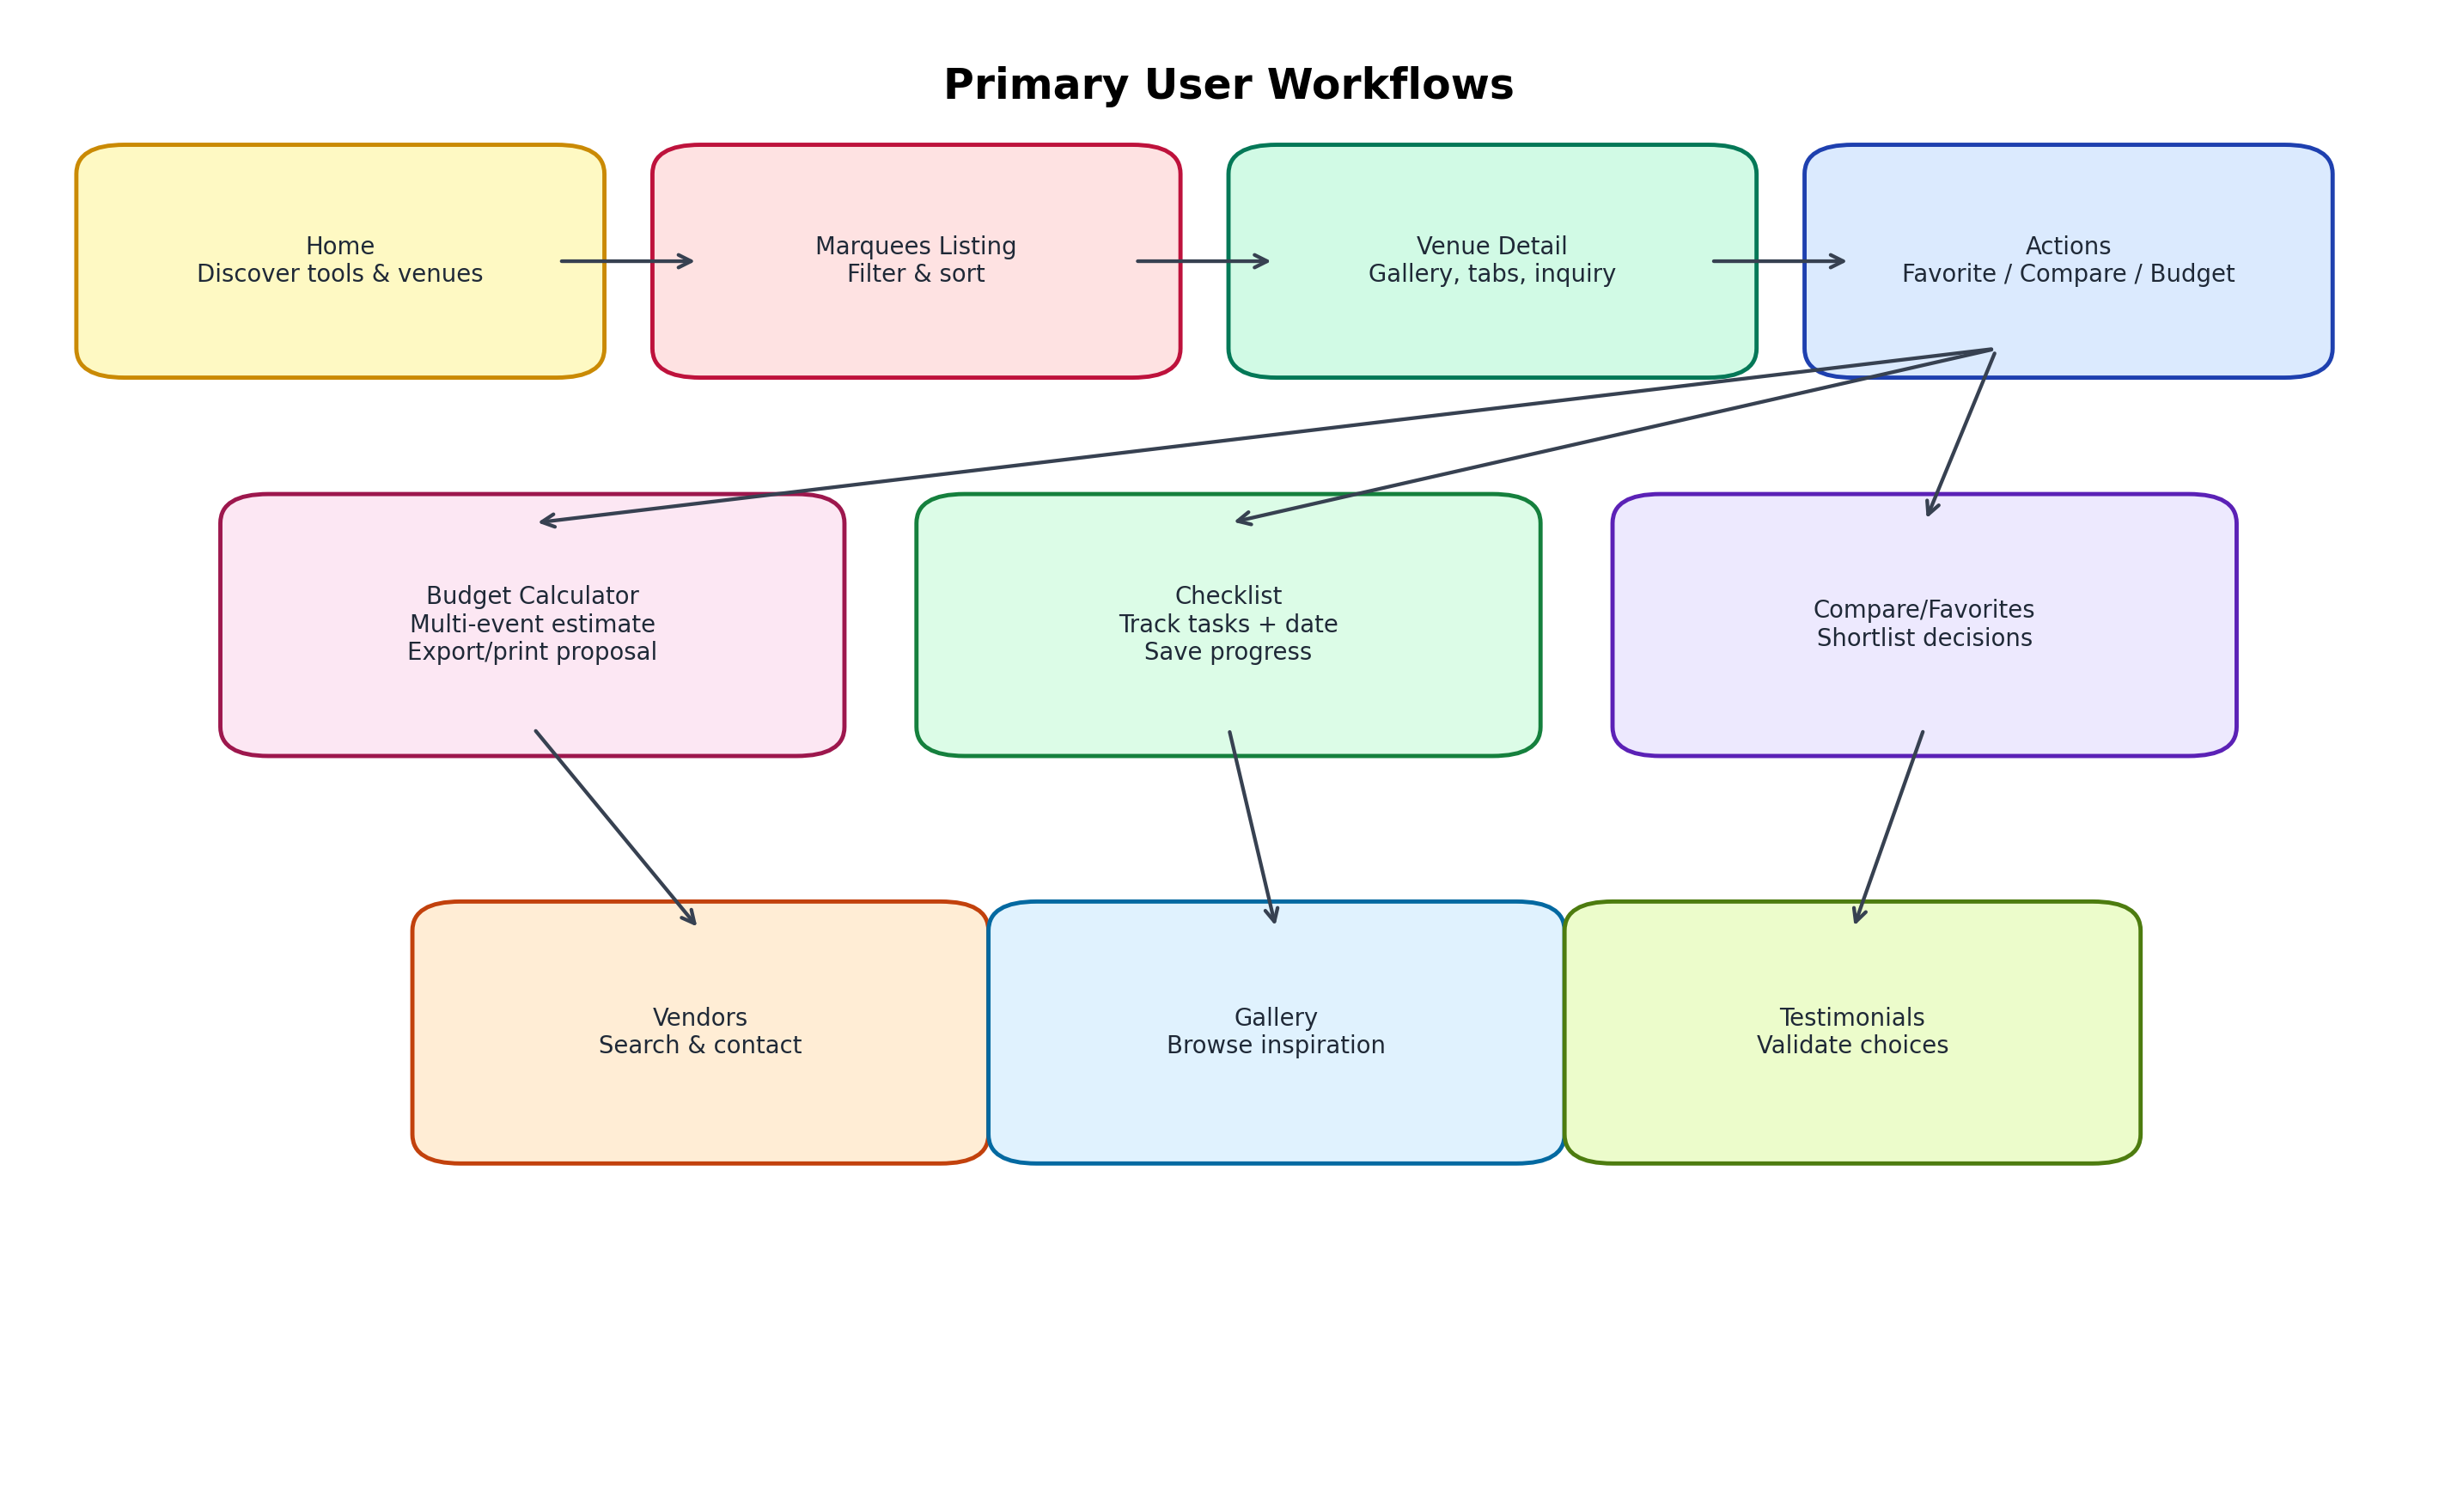 Primary User Workflows
Home
Discover tools & venues
Marquees Listing
Filter & sort
Venue Detail
Gallery, tabs, inquiry
Actions
Favorite / Compare / Budget
Budget Calculator
Multi-event estimate
Export/print proposal
Checklist
Track tasks + date
Save progress
Compare/Favorites
Shortlist decisions
Vendors
Search & contact
Gallery
Browse inspiration
Testimonials
Validate choices